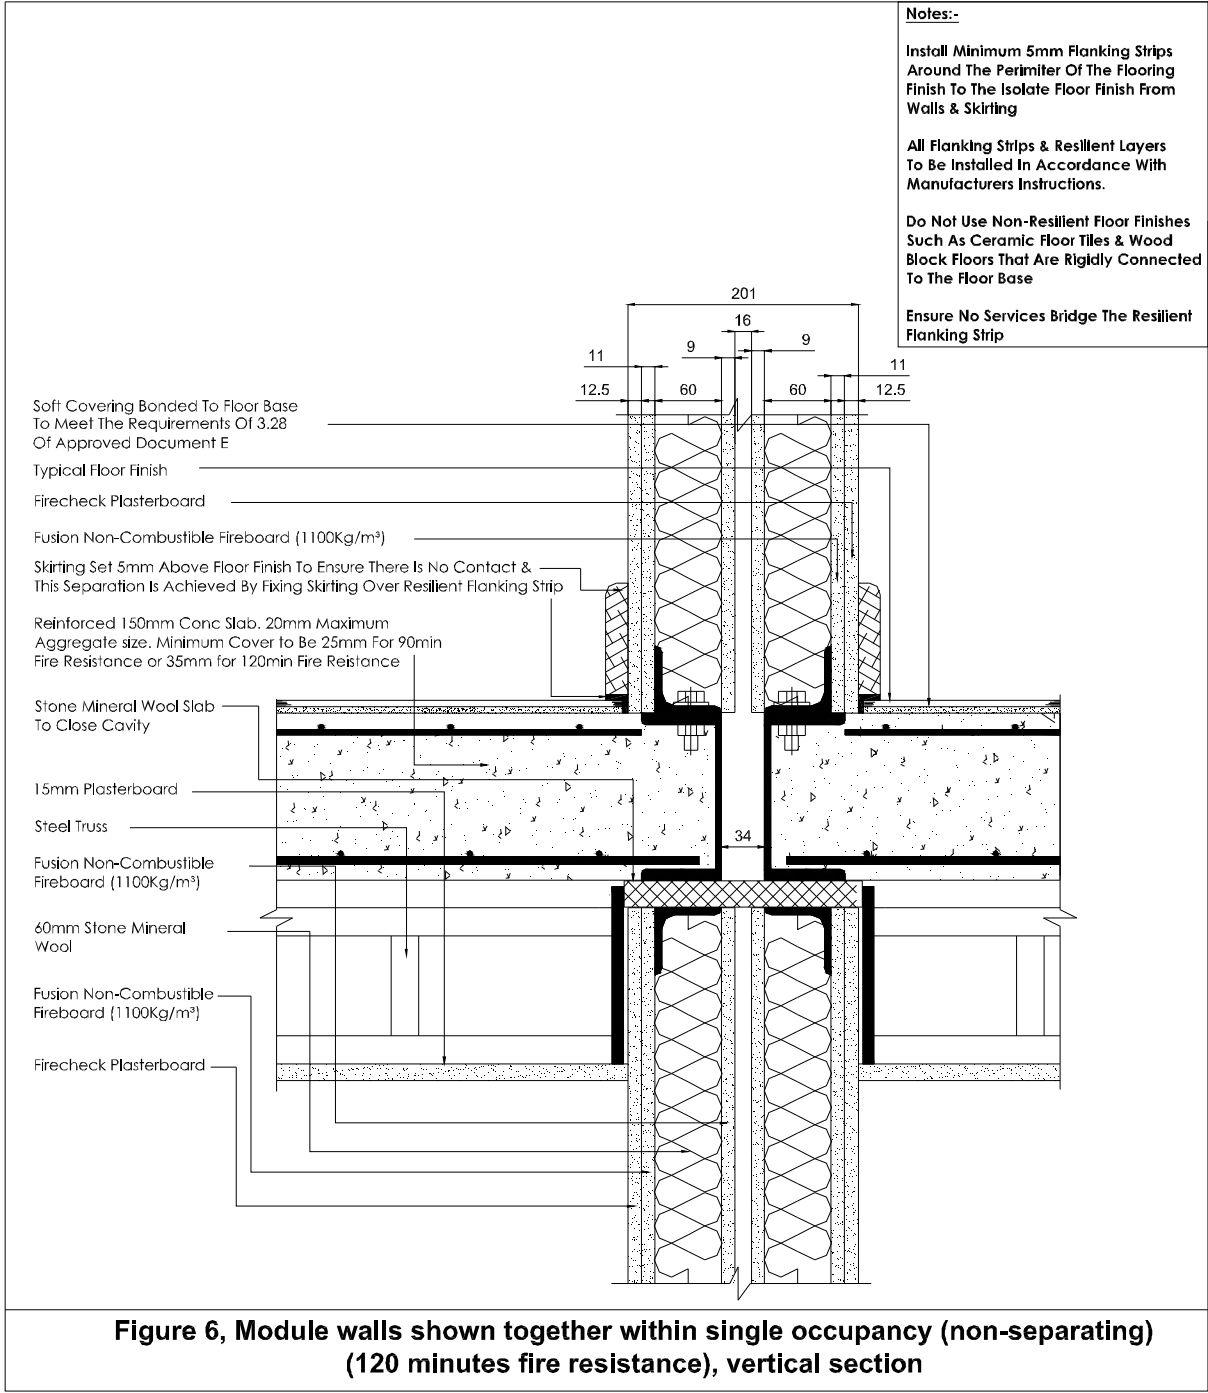 Notes:-
Install Minimum 5mm Flanking Strips
Around The Perimiter Of The Flooring
Finish To The Isolate Floor Finish From
Walls & Skirting
All Flanking Strips & Resilient Layers
To Be Installed In Accordance With
Manufacturers Instructions.
Do Not Use Non-Resilient Floor Finishes
Such As Ceramic Floor Tiles & Wood
Block Floors That Are Rigidly Connected
To The Floor Base
Ensure No Services Bridge The Resilient
Flanking Strip
201
16
9
9
11
11
12.5
60
60
12.5
Soft Covering Bonded To Floor Base
To Meet The Requirements Of 3.28
Of Approved Document E
Typical Floor Finish
Firecheck Plasterboard
Fusion Non-Combustible Fireboard (1100Kg/m³)
Skirting Set 5mm Above Floor Finish To Ensure There Is No Contact &
This Separation Is Achieved By Fixing Skirting Over Resilient Flanking Strip
Reinforced 150mm Conc Slab. 20mm Maximum
Aggregate size. Minimum Cover to Be 25mm For 90min
Fire Resistance or 35mm for 120min Fire Reistance
Stone Mineral Wool Slab
To Close Cavity
15mm Plasterboard
Steel Truss
34
Fusion Non-Combustible
Fireboard (1100Kg/m³)
60mm Stone Mineral
Wool
Fusion Non-Combustible
Fireboard (1100Kg/m³)
Firecheck Plasterboard
Figure 6, Module walls shown together within single occupancy (non-separating)
(120 minutes fire resistance), vertical section